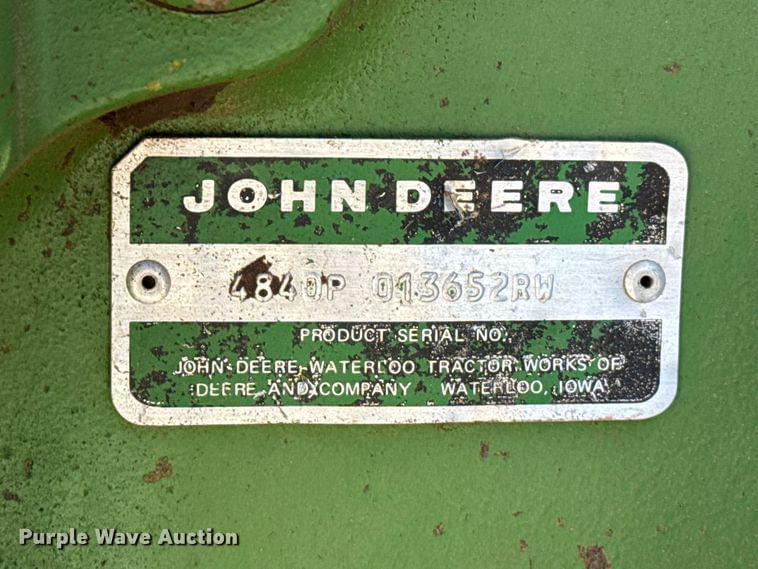 JOHN DEERE
4840P 013652RW
PRODUCT SERIAL NO.
JOHN DEERE WATERLOO TRACTOR WORKS OF
DEERE AND COMPANY WATERLOO, IOWA
Purple Wave Auction